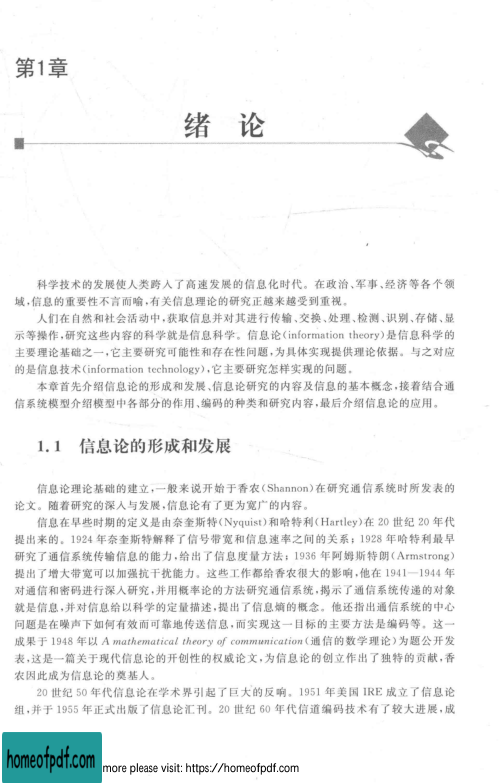 第1章
绪 论
科学技术的发展使人类跨入了高速发展的信息化时代。在政治、军事、经济等各个领
域,信息的重要性不言而喻,有关信息理论的研究正越来越受到重视。
人们在自然和社会活动中,获取信息并对其进行传输、交换、处理、检测、识别、存储、显
示等操作,研究这些内容的科学就是信息科学。信息论(information theory)是信息科学的
主要理论基础之一,它主要研究可能性和存在性问题,为具体实现提供理论依据。与之对应
的是信息技术(information technology),它主要研究怎样实现的问题。
本章首先介绍信息论的形成和发展、信息论研究的内容及信息的基本概念,接着结合通
信系统模型介绍模型中各部分的作用、编码的种类和研究内容,最后介绍信息论的应用。
1.1 信息论的形成和发展
信息论理论基础的建立,一般来说开始于香农(Shannon)在研究通信系统时所发表的
论文。随着研究的深入与发展,信息论有了更为宽广的内容。
信息在早些时期的定义是由奈奎斯特(Nyquist)和哈特利(Hartley)在 20 世纪 20 年代
提出来的。1924 年奈奎斯特解释了信号带宽和信息速率之间的关系；1928 年哈特利最早
研究了通信系统传输信息的能力,给出了信息度量方法；1936 年阿姆斯特朗(Armstrong)
提出了增大带宽可以加强抗干扰能力。这些工作都给香农很大的影响,他在 1941—1944 年
对通信和密码进行深入研究,并用概率论的方法研究通信系统,揭示了通信系统传递的对象
就是信息,并对信息给以科学的定量描述,提出了信息熵的概念。他还指出通信系统的中心
问题是在噪声下如何有效而可靠地传送信息,而实现这一目标的主要方法是编码等。这一
成果于 1948 年以 A mathematical theory of communication(通信的数学理论)为题公开发
表,这是一篇关于现代信息论的开创性的权威论文,为信息论的创立作出了独特的贡献,香
农因此成为信息论的奠基人。
20 世纪 50 年代信息论在学术界引起了巨大的反响。1951 年美国 IRE 成立了信息论
组,并于 1955 年正式出版了信息论汇刊。20 世纪 60 年代信道编码技术有了较大进展,成
homeofpdf.com
more please visit: https://homeofpdf.com